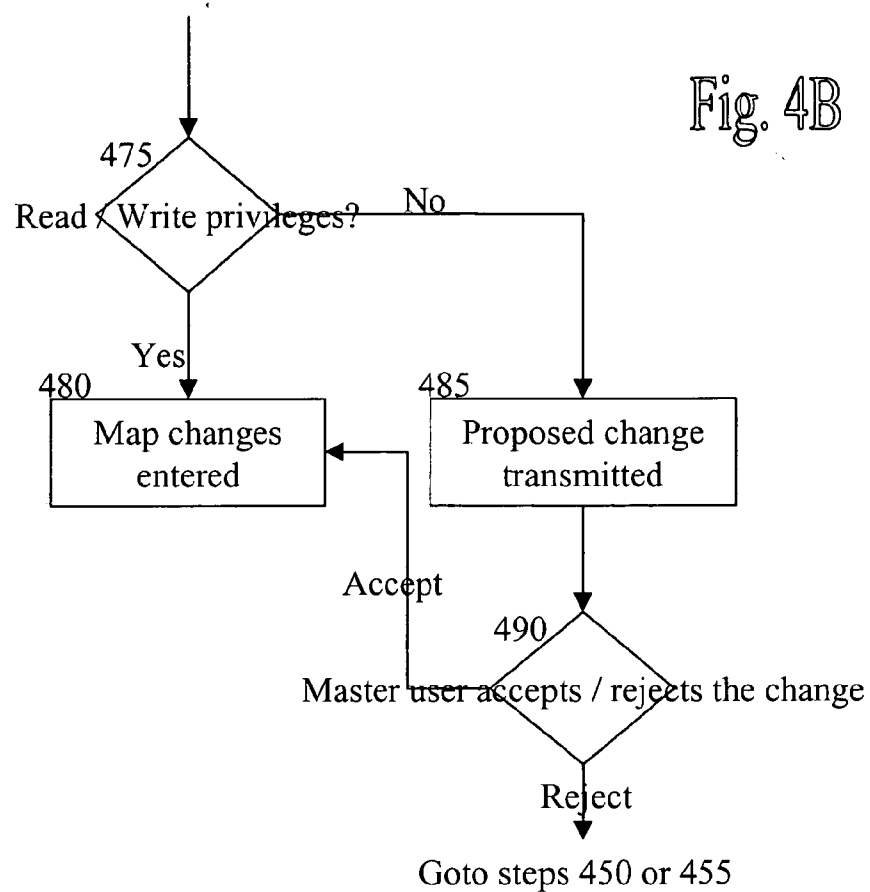 Fig. 4B
475
Read / Write privileges?
No
Yes
480
485
Map changes
entered
Proposed change
transmitted
Accept
490
Master user accepts / rejects the change
Reject
Goto steps 450 or 455